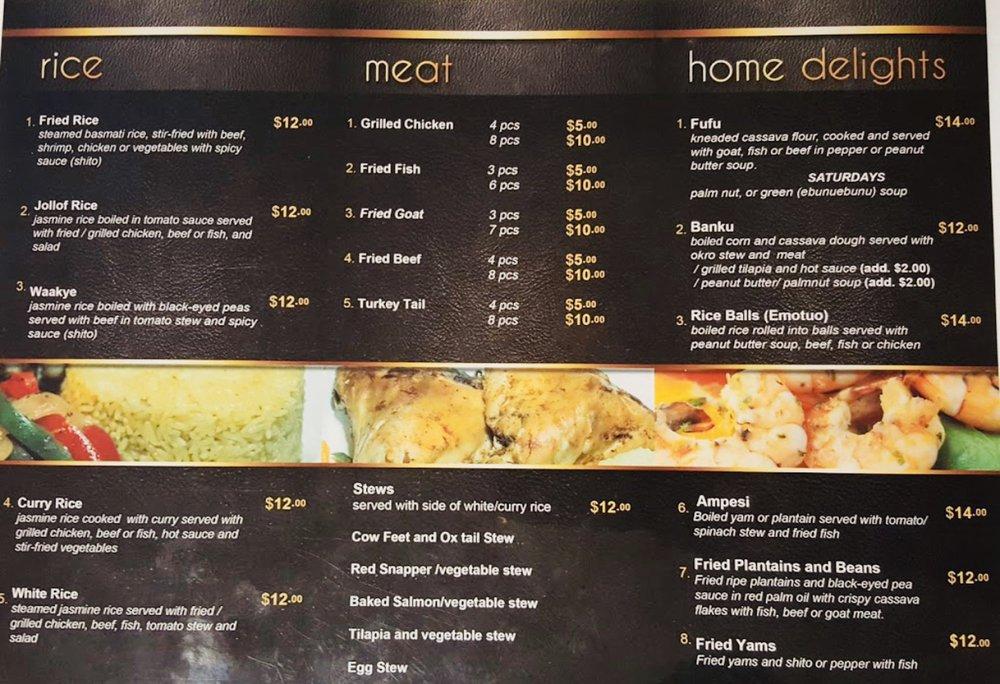 rice
1. Fried Rice $12.00
steamed basmati rice, stir-fried with beef,
shrimp, chicken or vegetables with spicy
sauce (shito)
2. Jollof Rice $12.00
jasmine rice boiled in tomato sauce served
with fried / grilled chicken, beef or fish, and
salad
3. Waakye $12.00
jasmine rice boiled with black-eyed peas
served with beef in tomato stew and spicy
sauce (shito)
4. Curry Rice $12.00
jasmine rice cooked with curry served with
grilled chicken, beef or fish, hot sauce and
stir-fried vegetables
5. White Rice $12.00
steamed jasmine rice served with fried /
grilled chicken, beef, fish, tomato stew and
salad
meat
1. Grilled Chicken 4 pcs $5.00
8 pcs $10.00
2. Fried Fish 3 pcs $5.00
6 pcs $10.00
3. Fried Goat 3 pcs $5.00
7 pcs $10.00
4. Fried Beef 4 pcs $5.00
8 pcs $10.00
5. Turkey Tail 4 pcs $5.00
8 pcs $10.00
Stews
served with side of white/curry rice $12.00
Cow Feet and Ox tail Stew
Red Snapper /vegetable stew
Baked Salmon/vegetable stew
Tilapia and vegetable stew
Egg Stew
home delights
1. Fufu $14.00
kneaded cassava flour, cooked and served
with goat, fish or beef in pepper or peanut
butter soup.
SATURDAYS
palm nut, or green (ebunuebunu) soup
2. Banku $12.00
boiled corn and cassava dough served with
okro stew and meat
/ grilled tilapia and hot sauce (add. $2.00)
/ peanut butter/ palmnut soup (add. $2.00)
3. Rice Balls (Emotuo) $14.00
boiled rice rolled into balls served with
peanut butter soup, beef, fish or chicken
6. Ampesi $14.00
Boiled yam or plantain served with tomato/
spinach stew and fried fish
7. Fried Plantains and Beans $12.00
Fried ripe plantains and black-eyed pea
sauce in red palm oil with crispy cassava
flakes with fish, beef or goat meat.
8. Fried Yams $12.00
Fried yams and shito or pepper with fish